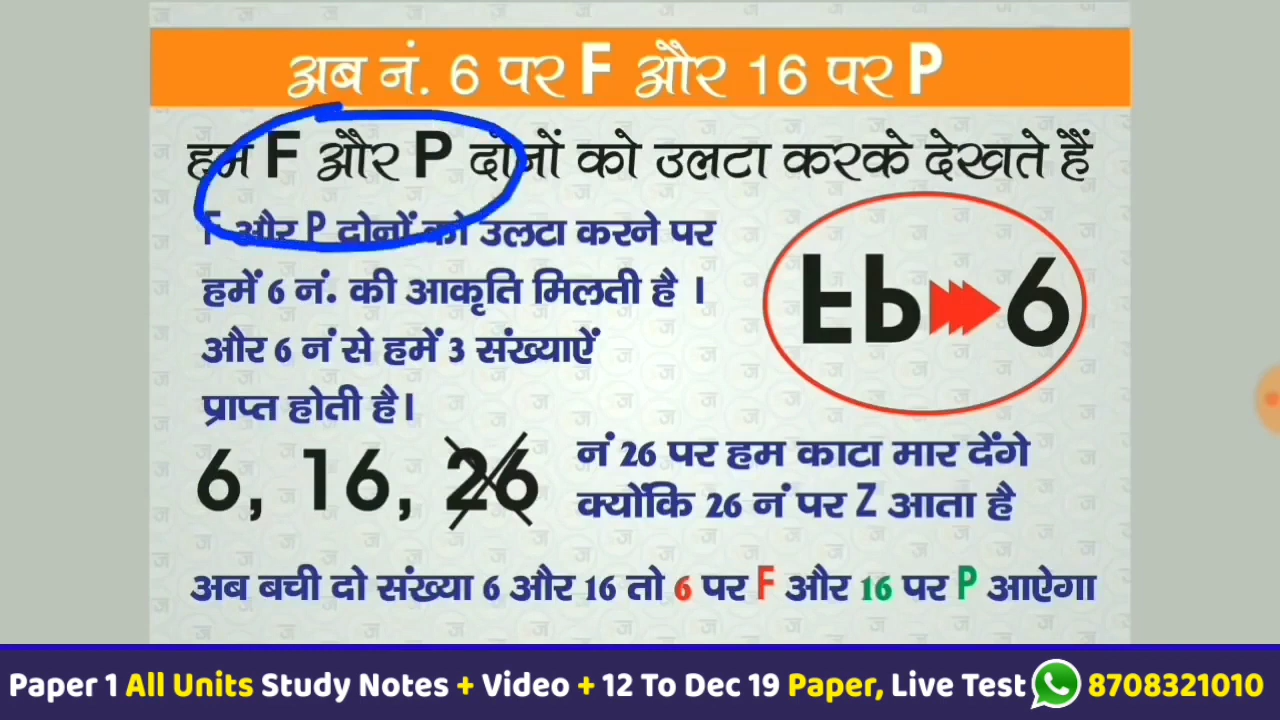 अब नं. 6 पर F और 16 पर P
हम F और P दोनों को उलटा करके देखते हैं
F और P दोनों को उलटा करने पर
हमें 6 नं. की आकृति मिलती है ।
और 6 नं से हमें 3 संख्याऐं
प्राप्त होती है।
6, 16, 26
नं 26 पर हम काटा मार देंगे
क्योंकि 26 नं पर Z आता है
अब बची दो संख्या 6 और 16 तो 6 पर F और 16 पर P आऐगा
Paper 1 All Units Study Notes + Video + 12 To Dec 19 Paper, Live Test 8708321010